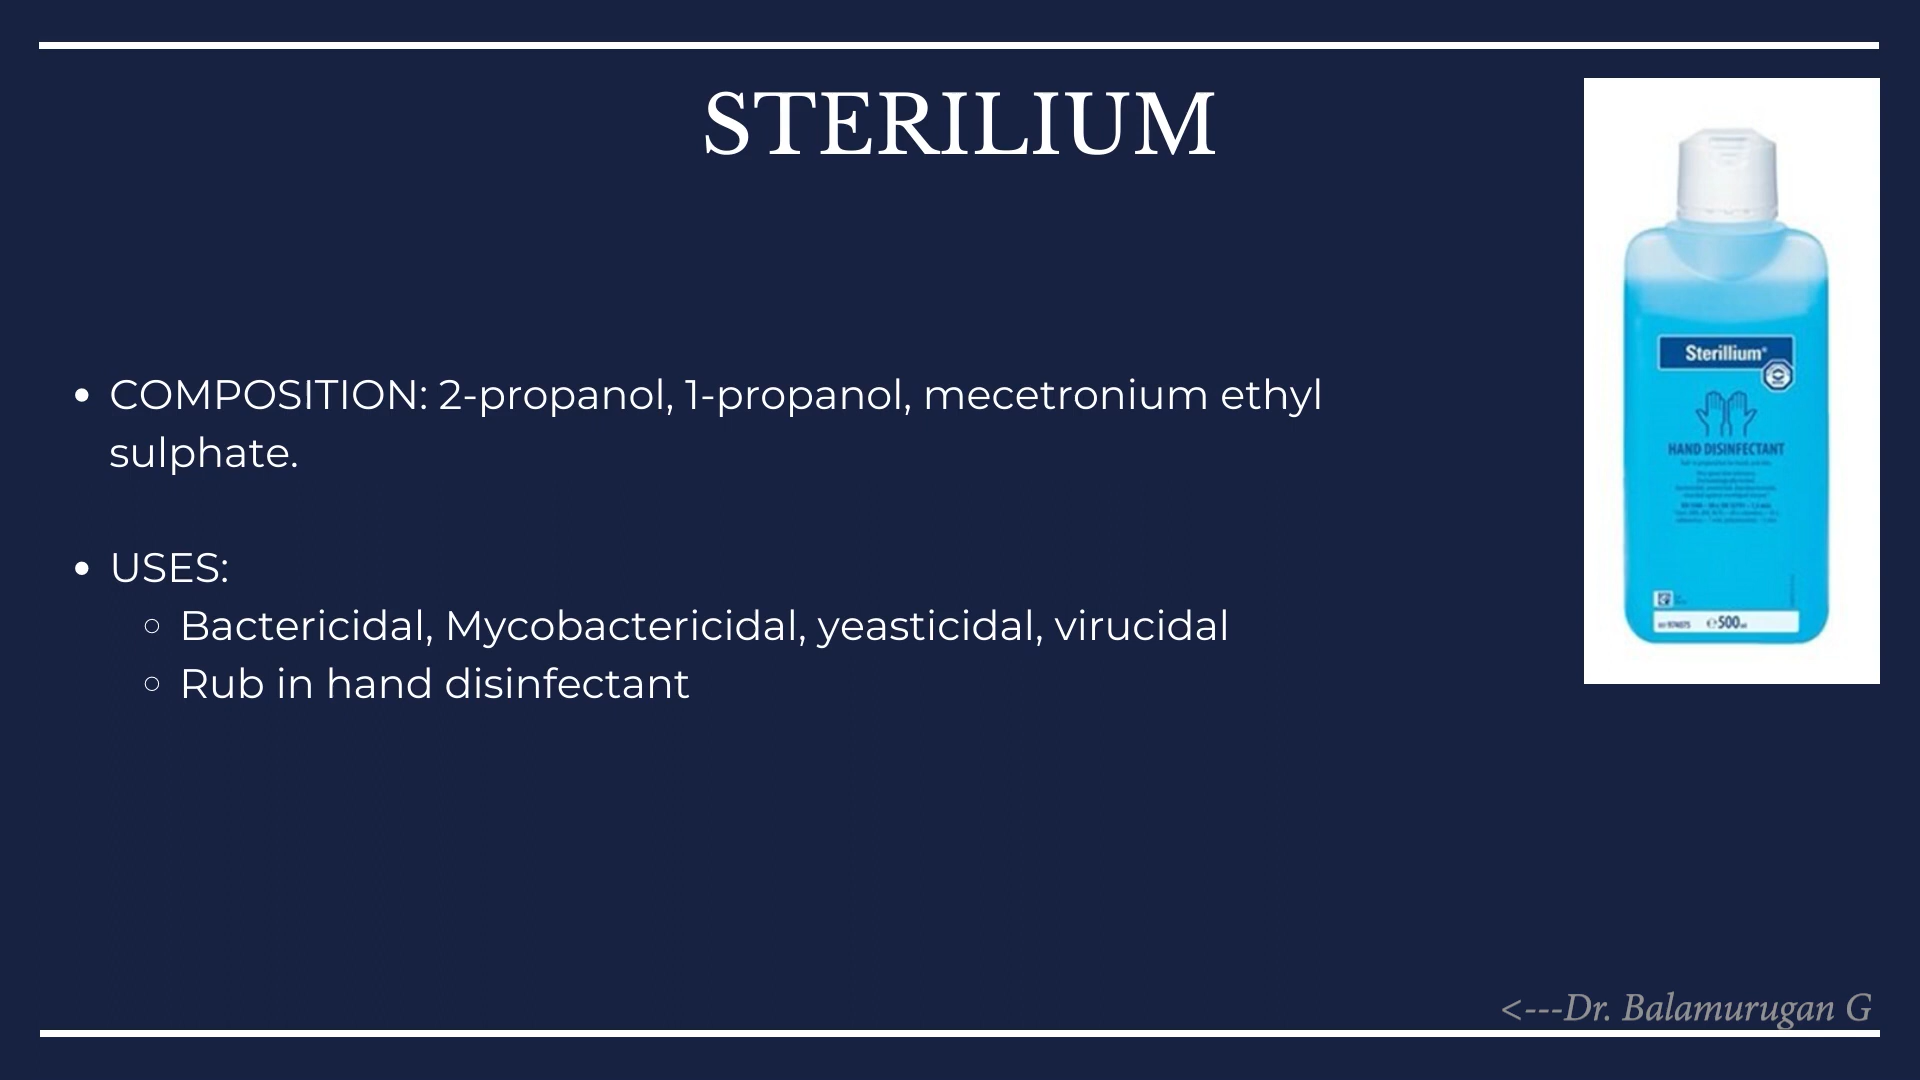 STERILIUM
• COMPOSITION: 2-propanol, 1-propanol, mecetronium ethyl
sulphate.
• USES:
○ Bactericidal, Mycobactericidal, yeasticidal, virucidal
○ Rub in hand disinfectant
Sterillium®
HAND DISINFECTANT
℮500
<---Dr. Balamurugan G